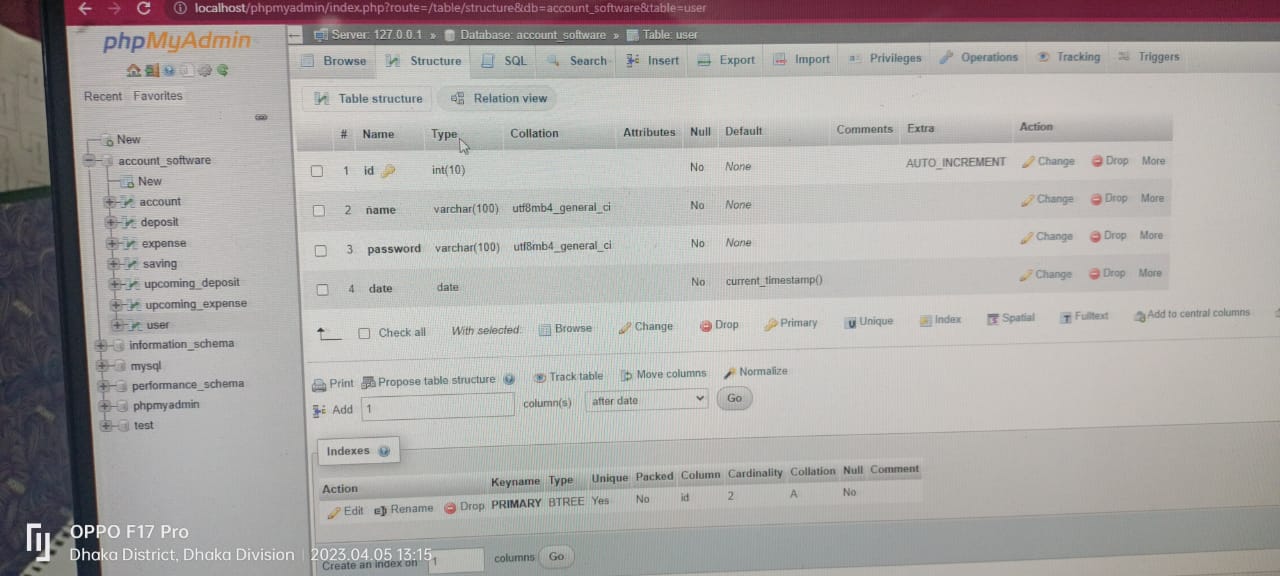 localhost/phpmyadmin/index.php?route=/table/structure&db=account_software&table=user
phpMyAdmin
Recent Favorites
New
account_software
New
account
deposit
expense
saving
upcoming_deposit
upcoming_expense
user
information_schema
mysql
performance_schema
phpmyadmin
test
Server: 127.0.0.1 » Database: account_software » Table: user
Browse Structure SQL Search Insert Export Import Privileges Operations Tracking Triggers
Table structure Relation view
# Name Type Collation Attributes Null Default Comments Extra Action
1 id int(10) No None AUTO_INCREMENT Change Drop More
2 name varchar(100) utf8mb4_general_ci No None Change Drop More
3 password varchar(100) utf8mb4_general_ci No None Change Drop More
4 date date No current_timestamp() Change Drop More
Check all With selected: Browse Change Drop Primary Unique Index Spatial Fulltext Add to central columns
Print Propose table structure Track table Move columns Normalize
Add 1 column(s) after date Go
Indexes
Action Keyname Type Unique Packed Column Cardinality Collation Null Comment
Edit Rename Drop PRIMARY BTREE Yes No id 2 A No
Create an index on 1 columns Go
OPPO F17 Pro
Dhaka District, Dhaka Division | 2023.04.05 13:15